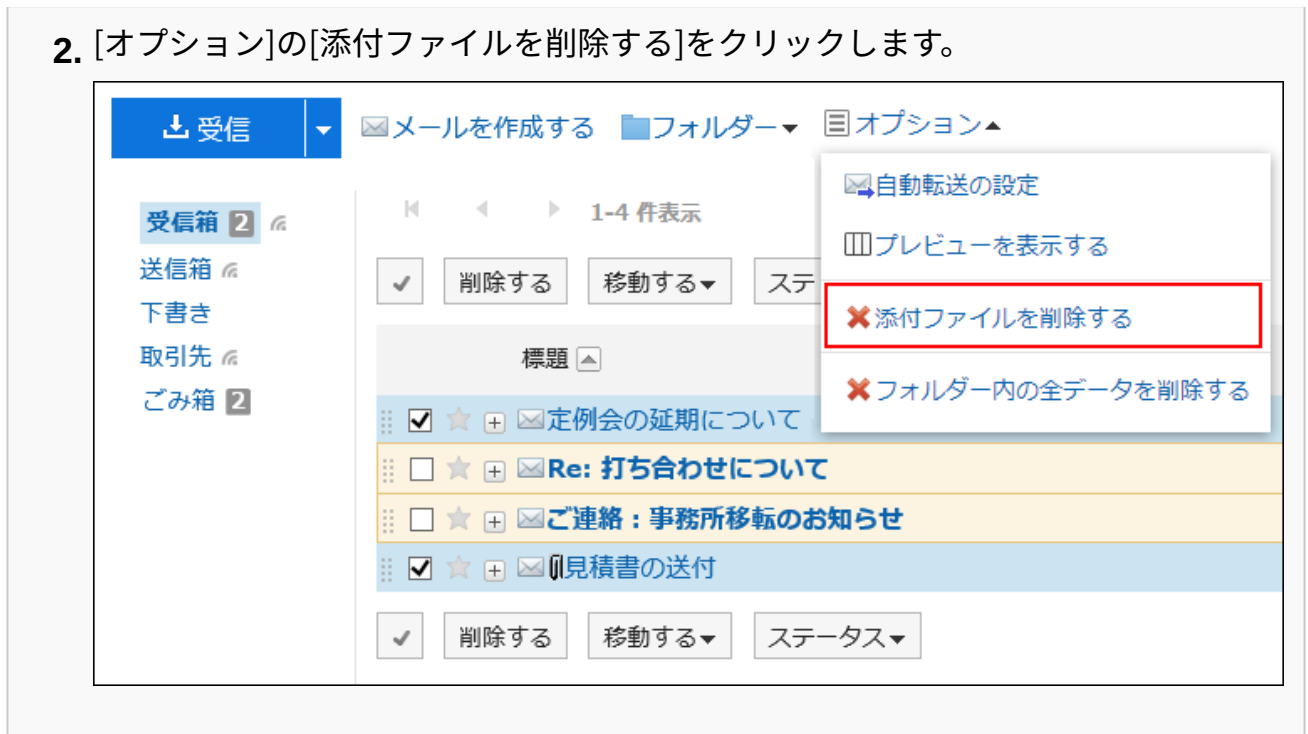 2. [オプション]の[添付ファイルを削除する]をクリックします。
受信 メールを作成する フォルダー オプション
自動転送の設定
プレビューを表示する
添付ファイルを削除する
フォルダー内の全データを削除する
受信箱 2
送信箱
下書き
取引先
ごみ箱 2
1-4 件表示
削除する 移動する ステ
標題
定例会の延期について
Re: 打ち合わせについて
ご連絡：事務所移転のお知らせ
見積書の送付
削除する 移動する ステータス